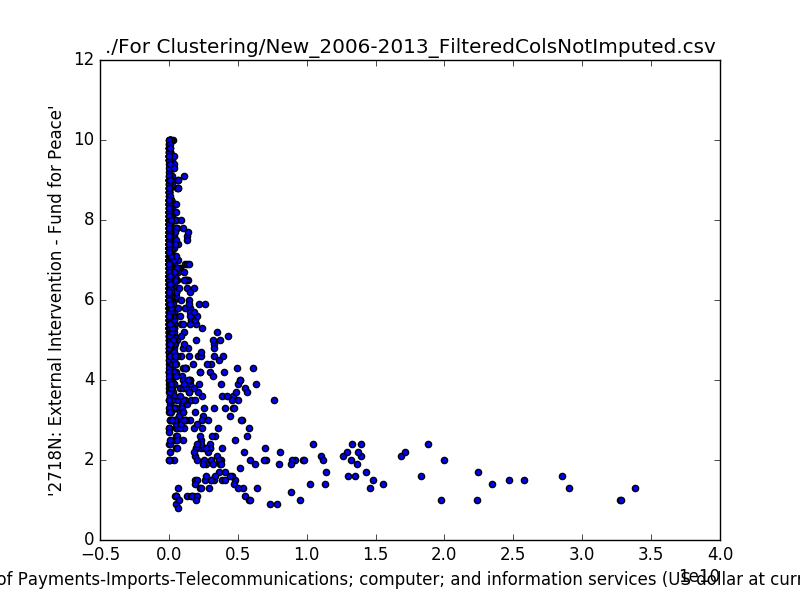 ./For Clustering/New_2006-2013_FilteredColsNotImputed.csv
'2718N: External Intervention - Fund for Peace'
12
10
8
6
4
2
0
−0.5 0.0 0.5 1.0 1.5 2.0 2.5 3.0 3.5 4.0
1e10
of Payments-Imports-Telecommunications; computer; and information services (US dollar at curr